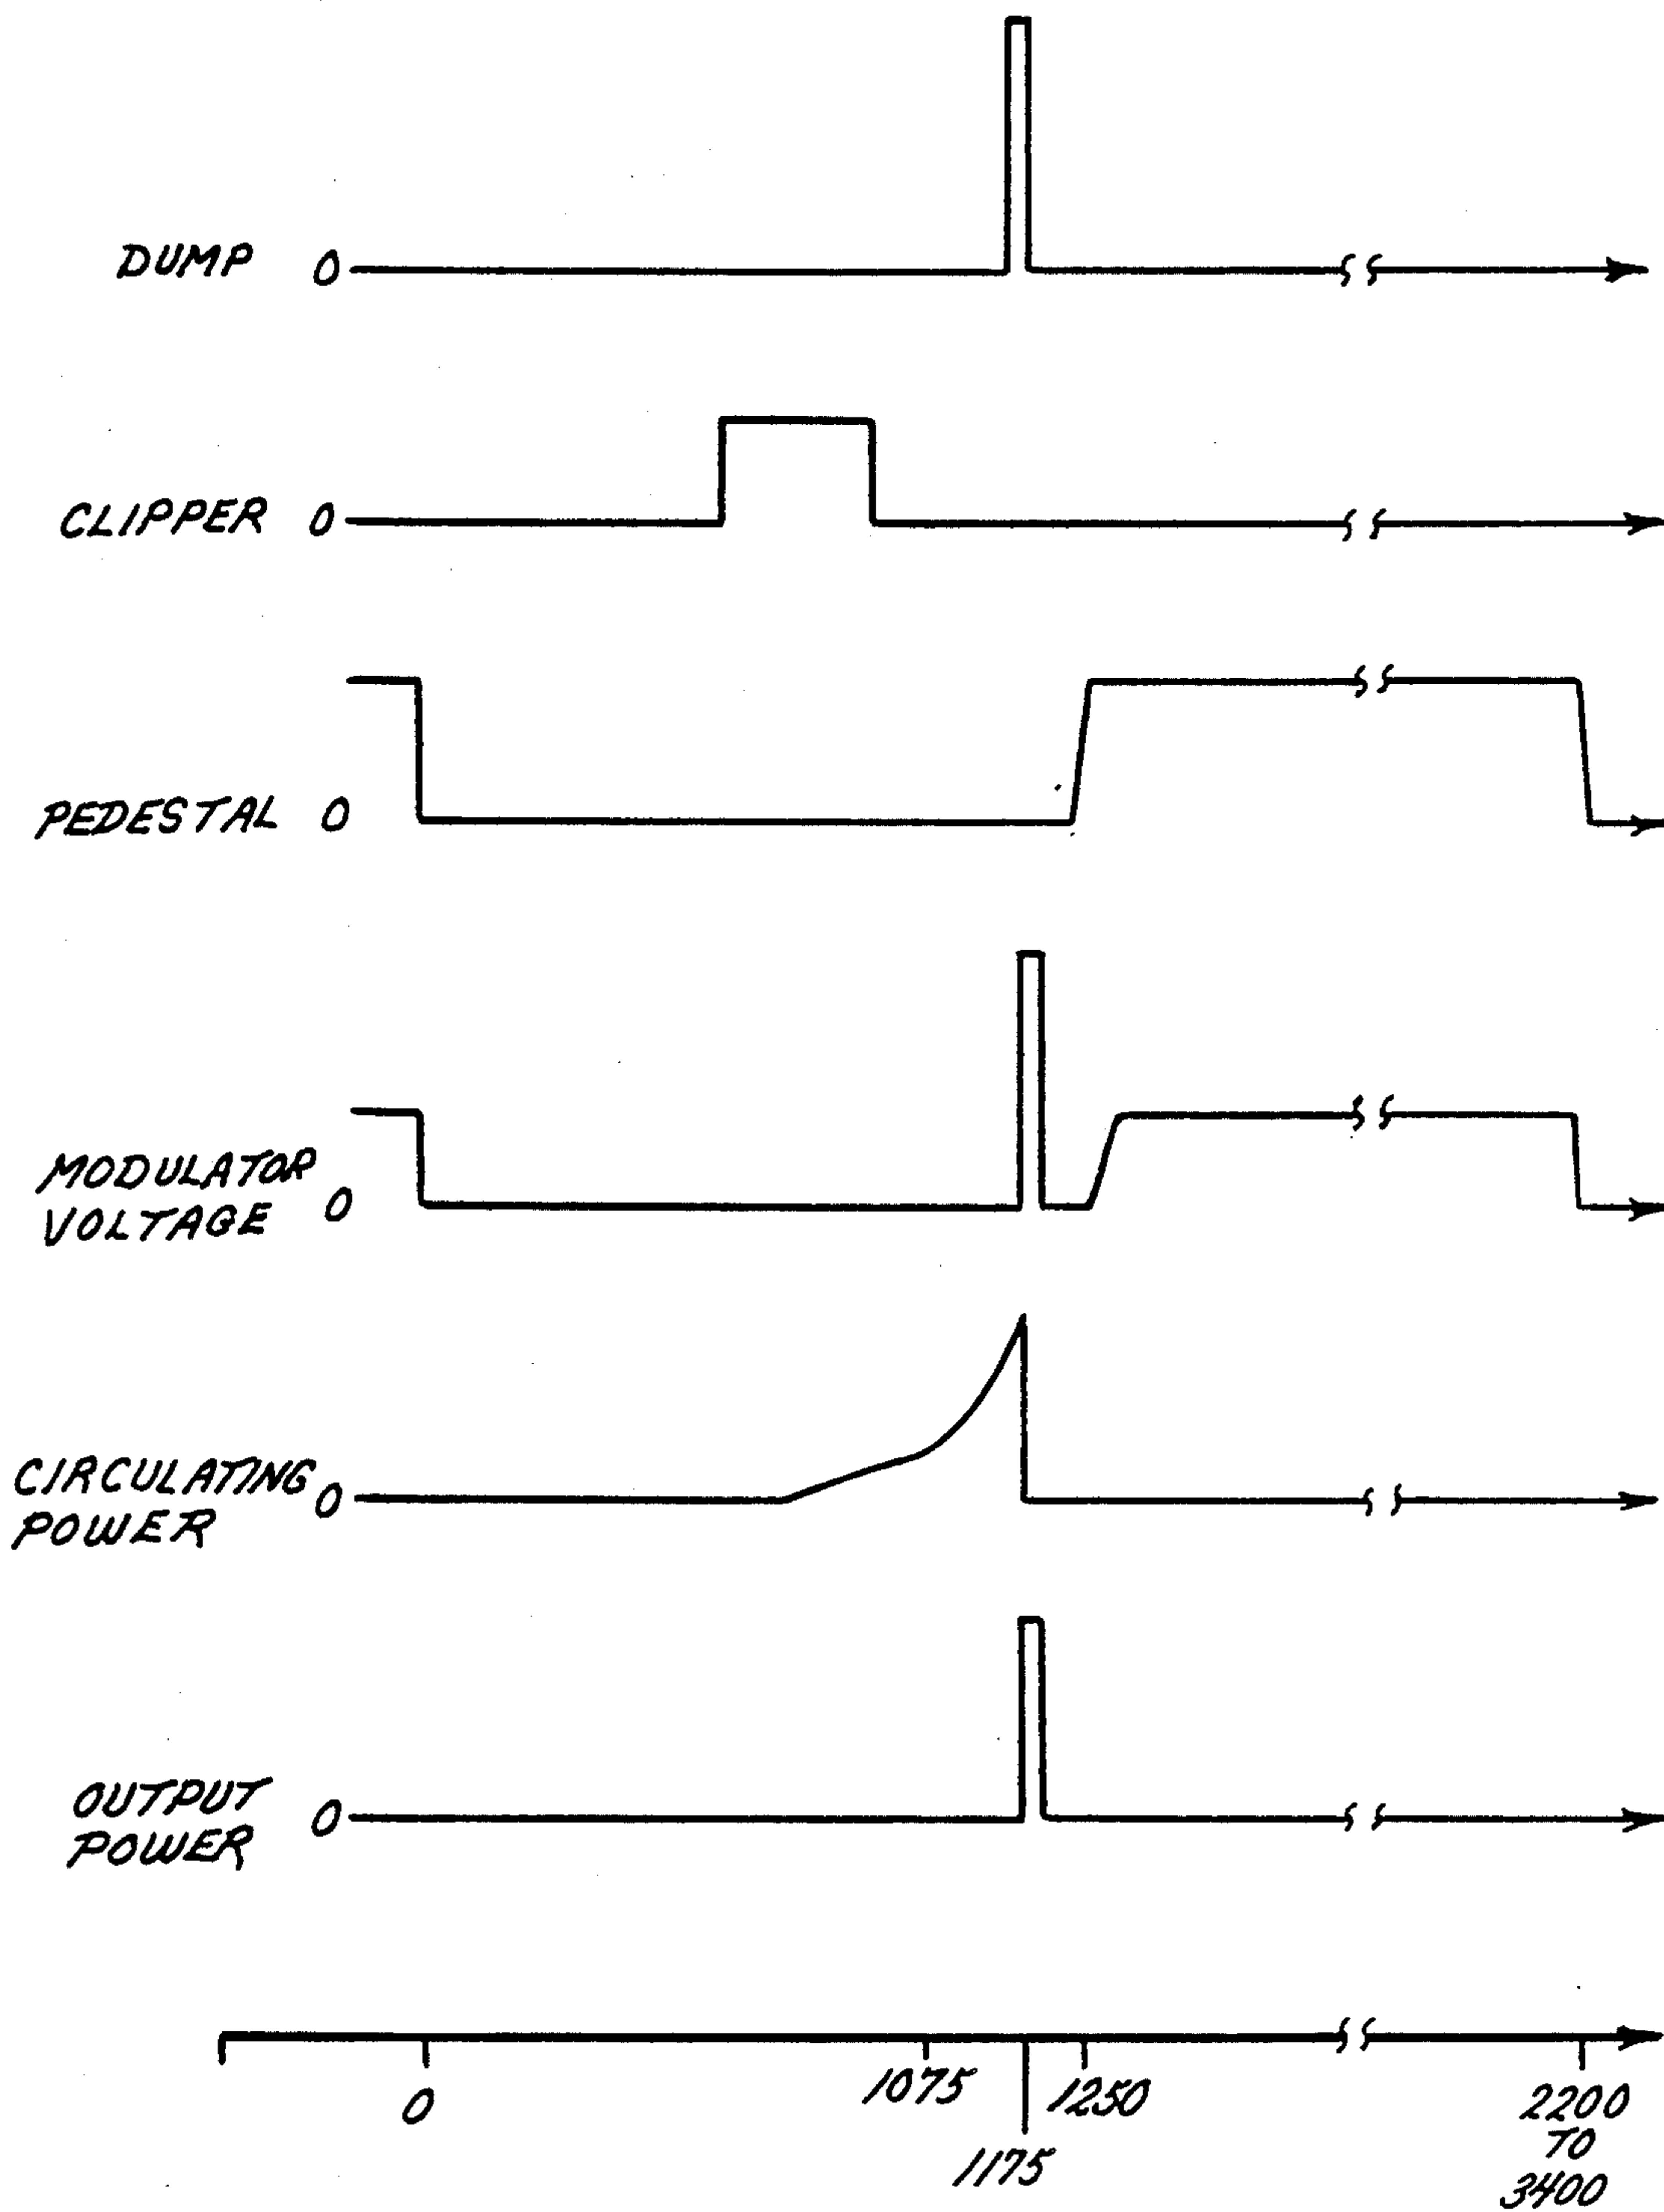 DUMP 0
CLIPPER 0
PEDESTAL 0
MODULATOR
VOLTAGE 0
CIRCULATING
POWER 0
OUTPUT
POWER 0
0
1075
1175
1250
2200
TO
3400